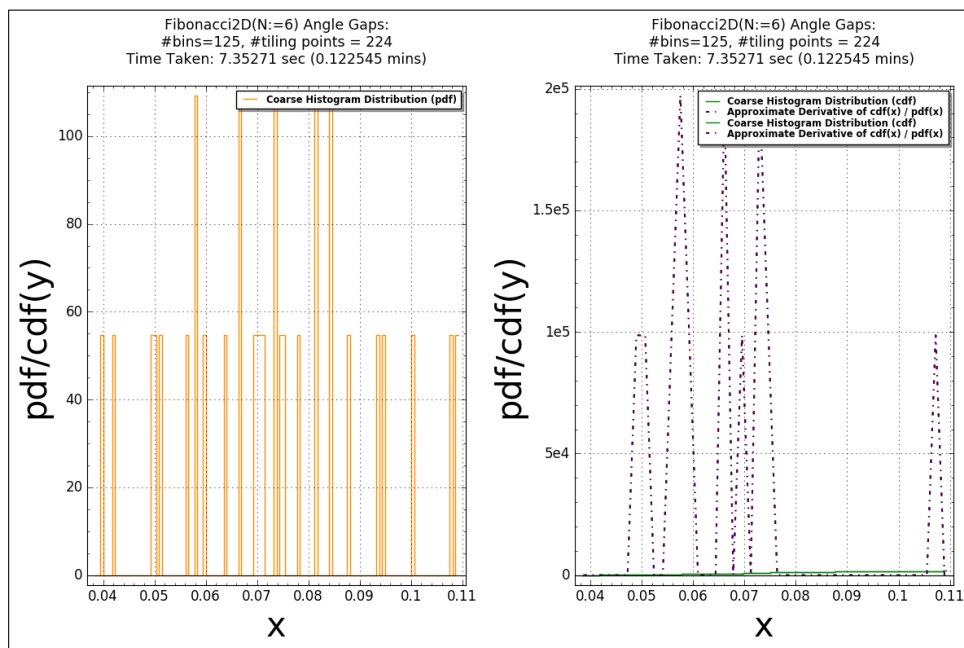 Fibonacci2D(N:=6) Angle Gaps:
#bins=125, #tiling points = 224
Time Taken: 7.35271 sec (0.122545 mins)
Coarse Histogram Distribution (pdf)
100
80
60
40
20
0
pdf/cdf(y)
0.04 0.05 0.06 0.07 0.08 0.09 0.1 0.11
x
Fibonacci2D(N:=6) Angle Gaps:
#bins=125, #tiling points = 224
Time Taken: 7.35271 sec (0.122545 mins)
2e5
Coarse Histogram Distribution (cdf)
Approximate Derivative of cdf(x) / pdf(x)
Coarse Histogram Distribution (cdf)
Approximate Derivative of cdf(x) / pdf(x)
1.5e5
1e5
5e4
0
pdf/cdf(y)
0.04 0.05 0.06 0.07 0.08 0.09 0.1 0.11
x